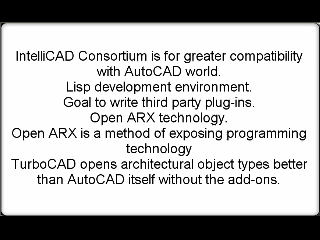 IntelliCAD Consortium is for greater compatibility
with AutoCAD world.
Lisp development environment.
Goal to write third party plug-ins.
Open ARX technology.
Open ARX is a method of exposing programming
technology
TurboCAD opens architectural object types better
than AutoCAD itself without the add-ons.